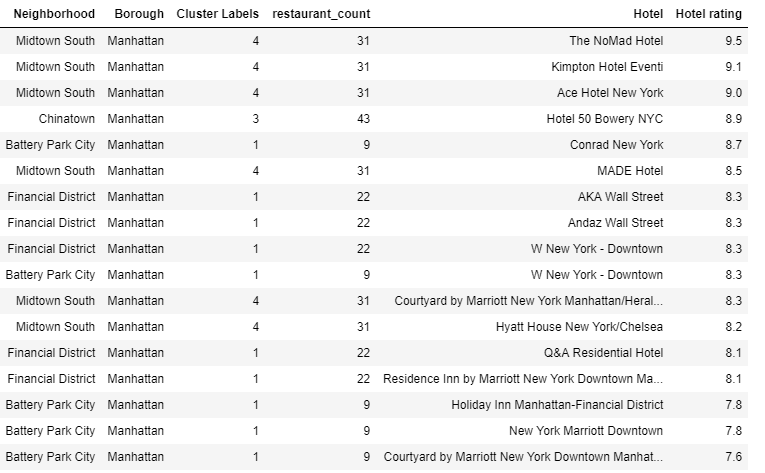 Neighborhood Borough Cluster Labels restaurant_count Hotel Hotel rating
Midtown South Manhattan 4 31 The NoMad Hotel 9.5
Midtown South Manhattan 4 31 Kimpton Hotel Eventi 9.1
Midtown South Manhattan 4 31 Ace Hotel New York 9.0
Chinatown Manhattan 3 43 Hotel 50 Bowery NYC 8.9
Battery Park City Manhattan 1 9 Conrad New York 8.7
Midtown South Manhattan 4 31 MADE Hotel 8.5
Financial District Manhattan 1 22 AKA Wall Street 8.3
Financial District Manhattan 1 22 Andaz Wall Street 8.3
Financial District Manhattan 1 22 W New York - Downtown 8.3
Battery Park City Manhattan 1 9 W New York - Downtown 8.3
Midtown South Manhattan 4 31 Courtyard by Marriott New York Manhattan/Heral... 8.3
Midtown South Manhattan 4 31 Hyatt House New York/Chelsea 8.2
Financial District Manhattan 1 22 Q&A Residential Hotel 8.1
Financial District Manhattan 1 22 Residence Inn by Marriott New York Downtown Ma... 8.1
Battery Park City Manhattan 1 9 Holiday Inn Manhattan-Financial District 7.8
Battery Park City Manhattan 1 9 New York Marriott Downtown 7.8
Battery Park City Manhattan 1 9 Courtyard by Marriott New York Downtown Manhat... 7.6